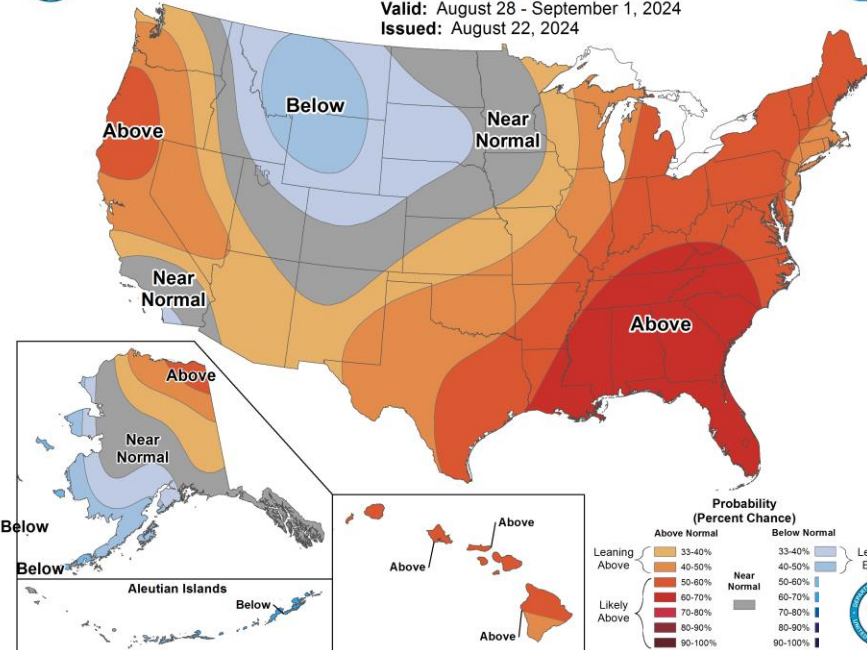 Valid: August 28 - September 1, 2024
Issued: August 22, 2024
Below
Above
Near
Normal
Near
Normal
Above
Above
Near
Normal
Below
Below
Aleutian Islands
Below
Above
Above
Above
Probability
(Percent Chance)
Above Normal
Below Normal
Leaning
Above
33-40%
40-50%
Likely
Above
50-60%
60-70%
70-80%
80-90%
90-100%
Near
Normal
33-40%
40-50%
50-60%
60-70%
70-80%
80-90%
90-100%